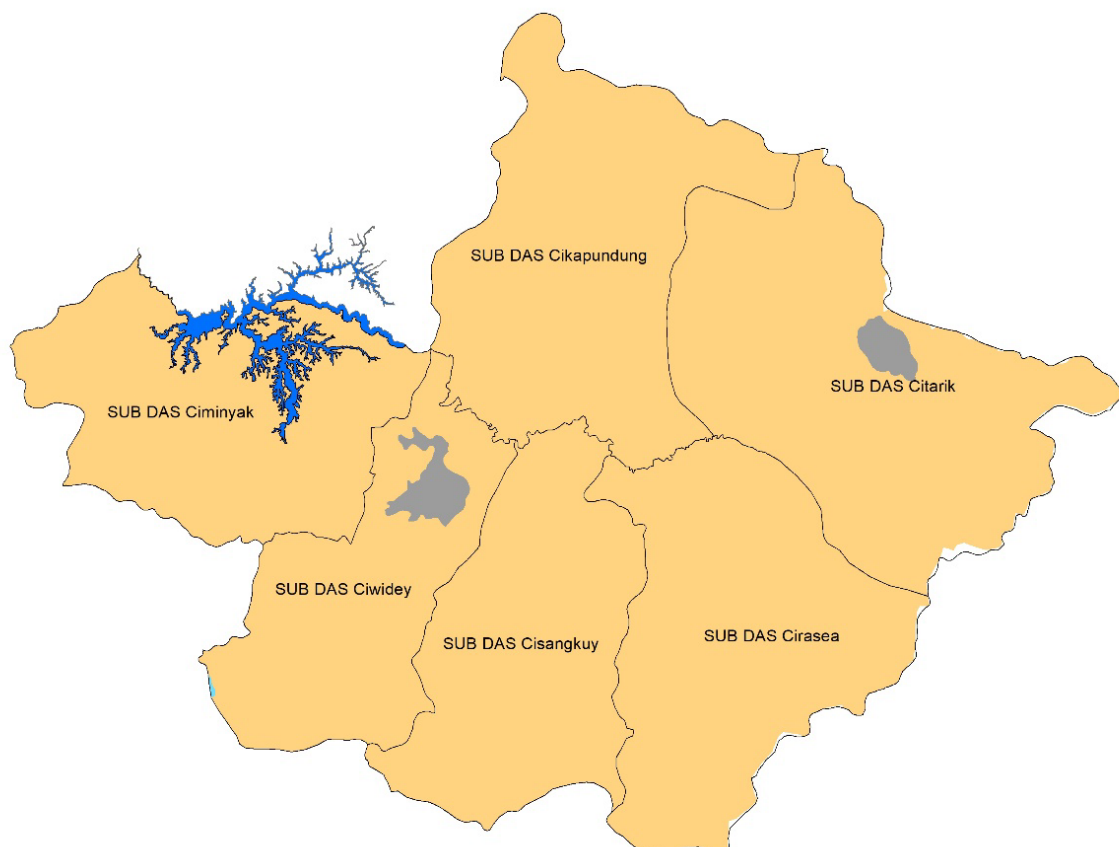 SUB DAS Cikapundung
SUB DAS Citarik
SUB DAS Ciminyak
SUB DAS Ciwidey
SUB DAS Cisangkuy
SUB DAS Cirasea